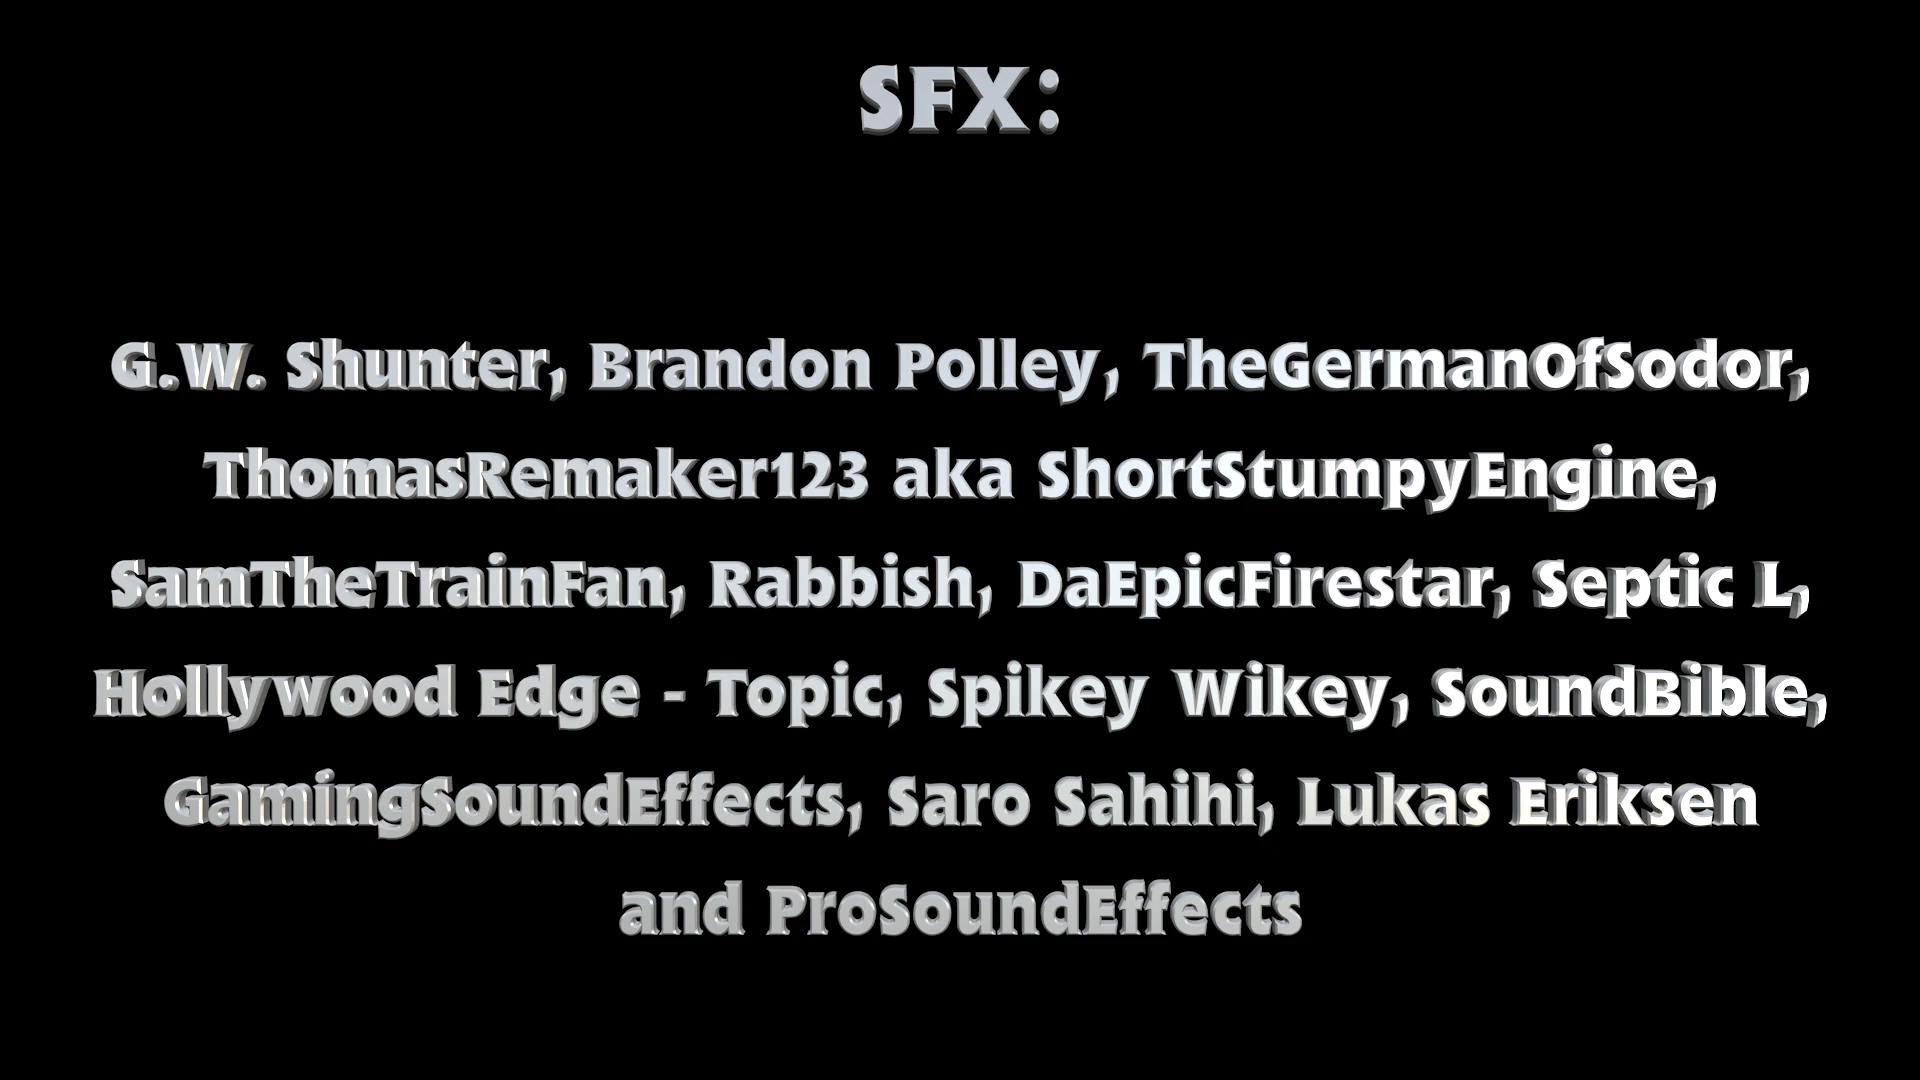 SFX:
G.W. Shunter, Brandon Polley, TheGermanOfSodor,
ThomasRemaker123 aka ShortStumpyEngine,
SamTheTrainFan, Rabbish, DaEpicFirestar, Septic L,
Hollywood Edge - Topic, Spikey Wikey, SoundBible,
GamingSoundEffects, Saro Sahihi, Lukas Eriksen
and ProSoundEffects